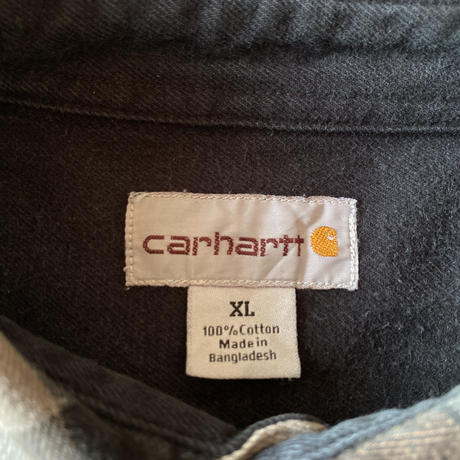 carhartt
XL
100% Cotton
Made in
Bangladesh